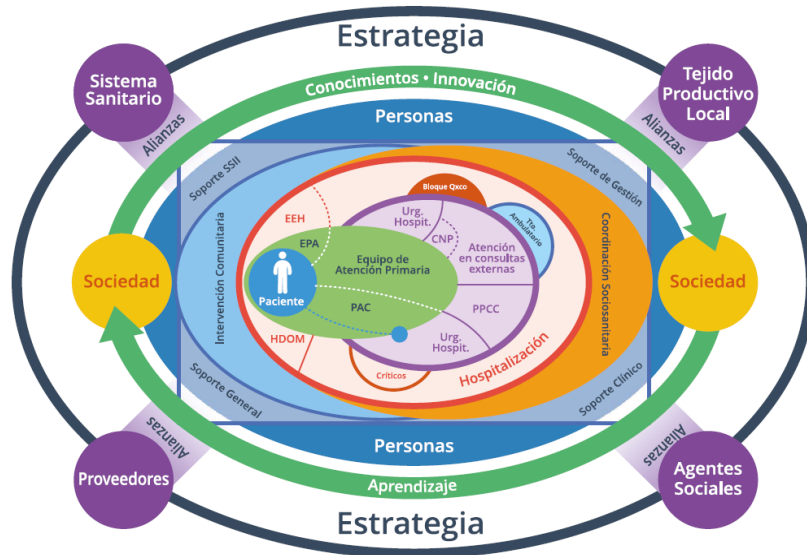 Estrategia
Sistema
Sanitario
Tejido
Productivo
Local
Conocimientos • Innovación
Alianzas
Alianzas
Personas
Soporte SSII
Soporte de Gestión
Bloque Qxco
Tto.
Ambulatorio
Urg.
Hospit.
EEH
CNP
EPA
Atención
en consultas
externas
Equipo de
Atención Primaria
Intervención Comunitaria
Coordinación Sociosanitaria
Sociedad
Sociedad
Paciente
PAC
PPCC
HDOM
Urg.
Hospit.
Críticos
Hospitalización
Soporte General
Soporte Clínico
Alianzas
Alianzas
Personas
Proveedores
Agentes
Sociales
Aprendizaje
Estrategia